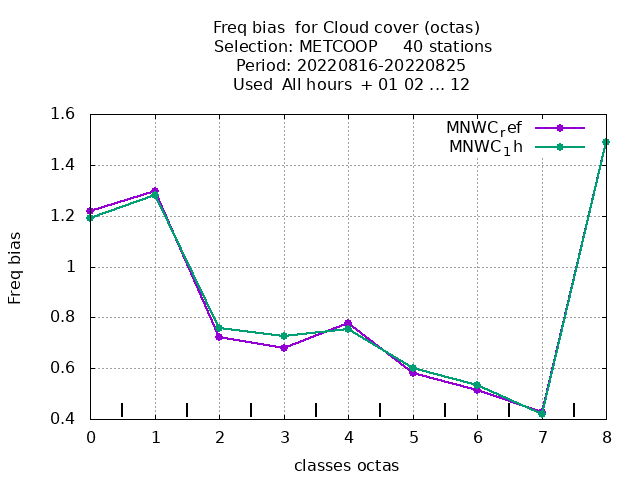 Freq bias  for Cloud cover (octas)
Selection: METCOOP     40 stations
Period: 20220816-20220825
Used  All hours  + 01 02 ... 12
1.6
1.4
1.2
1
0.8
0.6
0.4
Freq bias
MNWCref
MNWC1h
0 1 2 3 4 5 6 7 8
classes octas